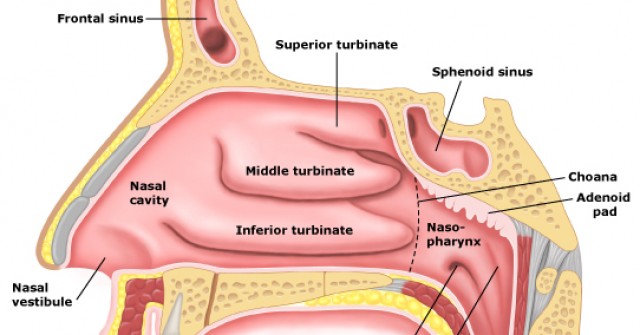 Frontal sinus
Superior turbinate
Sphenoid sinus
Middle turbinate
Choana
Nasal
cavity
Adenoid
pad
Inferior turbinate
Naso-
pharynx
Nasal
vestibule